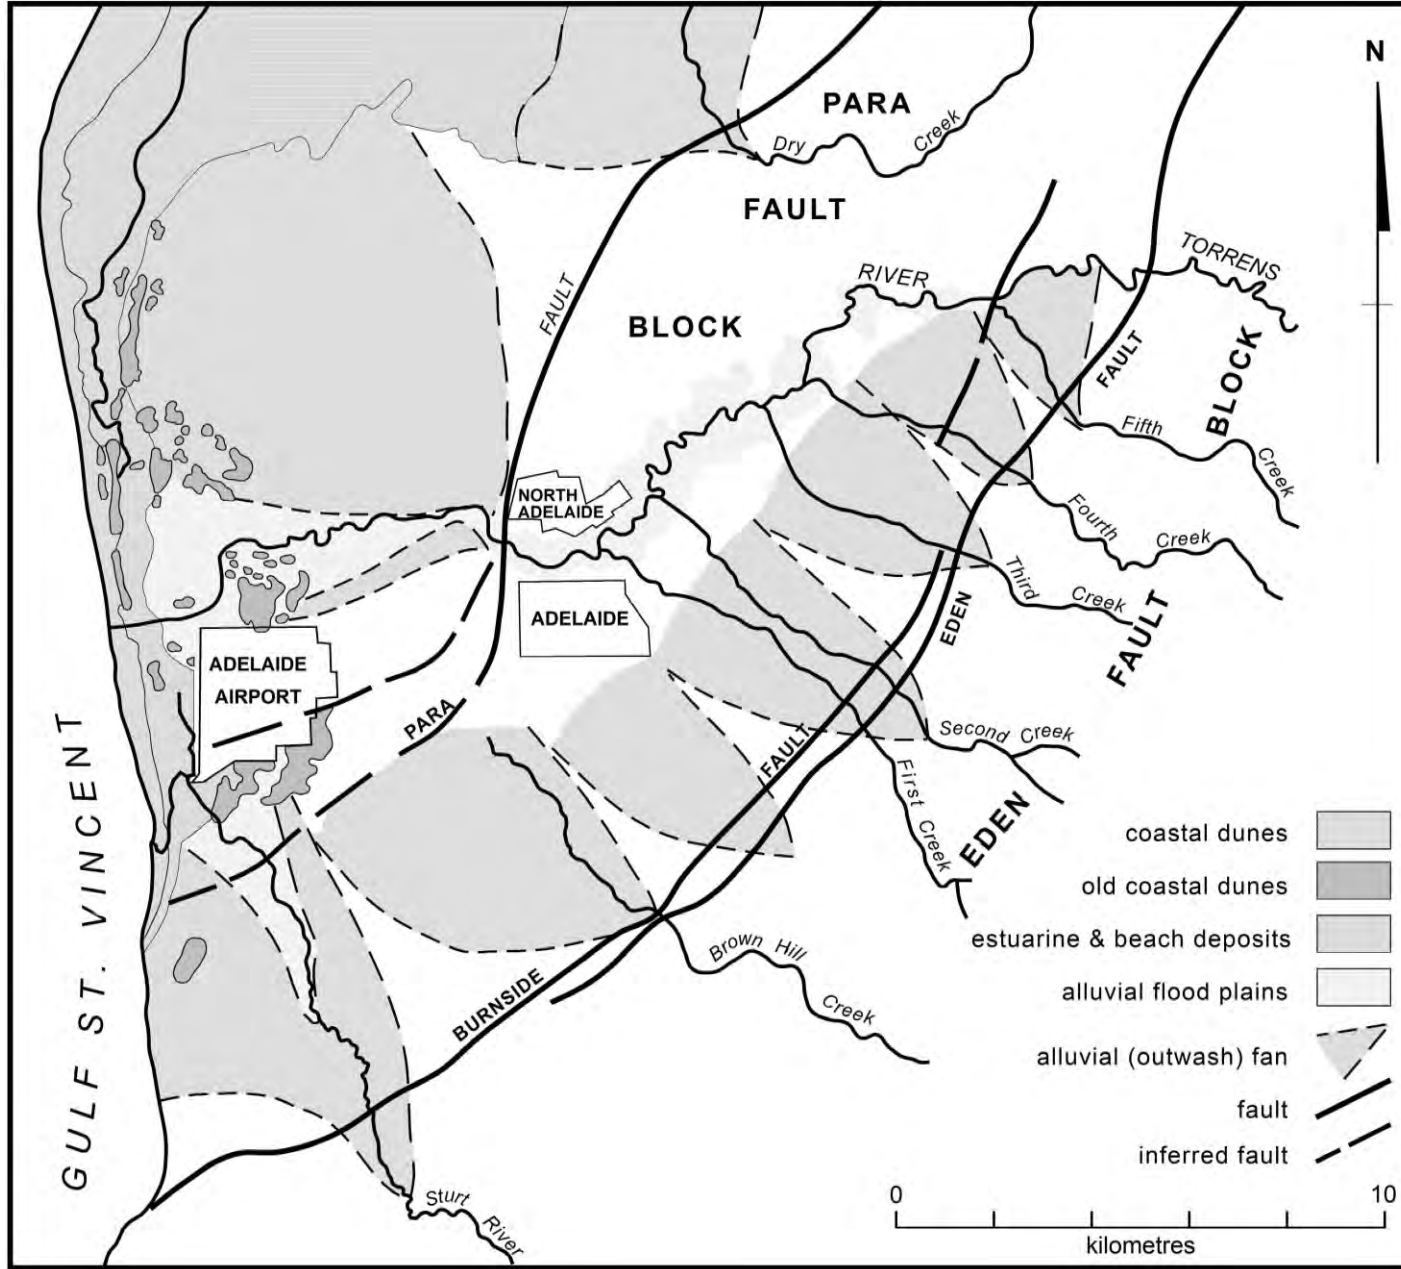 N
PARA
Dry
Creek
FAULT
TORRENS
RIVER
FAULT
BLOCK
FAULT
BLOCK
Fifth
Creek
NORTH
ADELAIDE
Fourth
Creek
Third
Creek
ADELAIDE
EDEN
FAULT
ADELAIDE
AIRPORT
PARA
Second Creek
FAULT
First Creek
EDEN
GULF ST. VINCENT
Brown Hill
Creek
BURNSIDE
Sturt
River
coastal dunes
old coastal dunes
estuarine & beach deposits
alluvial flood plains
alluvial (outwash) fan
fault
inferred fault
0 10
kilometres